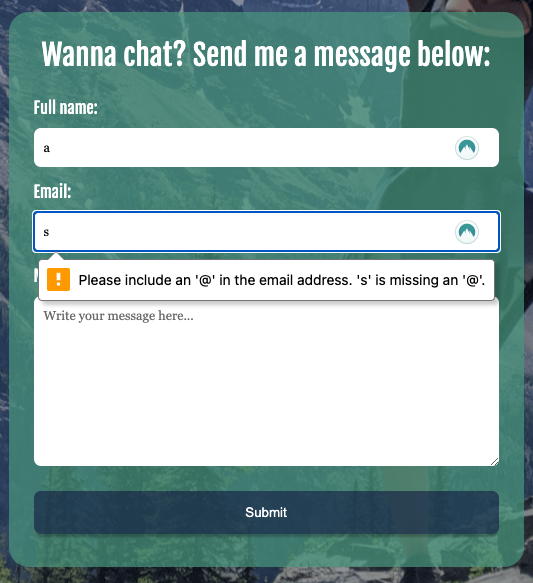 Wanna chat? Send me a message below:
Full name:
a
Email:
s
Please include an '@' in the email address. 's' is missing an '@'.
Write your message here...
Submit